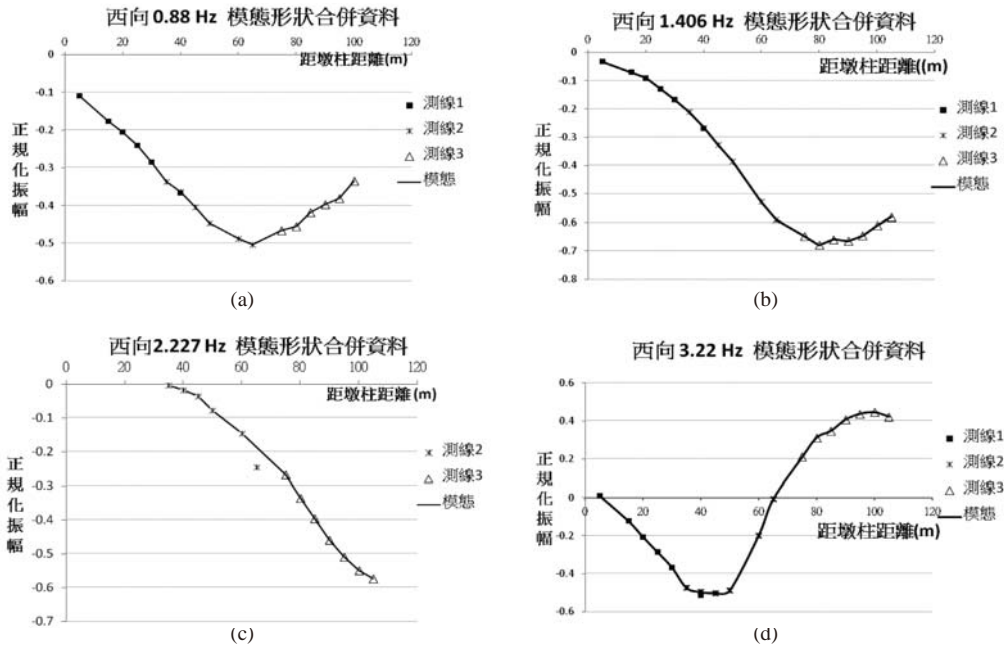 西向 0.88 Hz 模態形狀合併資料
0 20 40 60 80 100 120
距墩柱距離(m)
0
-0.1
-0.2
-0.3
-0.4
-0.5
-0.6
正規化振幅
測線1
測線2
測線3
模態
(a)
西向 1.406 Hz 模態形狀合併資料
0 20 40 60 80 100 120
距墩柱距離((m)
0
-0.1
-0.2
-0.3
-0.4
-0.5
-0.6
-0.7
-0.8
正規化振幅
測線1
測線2
測線3
模態
(b)
西向2.227 Hz 模態形狀合併資料
0 20 40 60 80 100 120
距墩柱距離(m)
0
-0.1
-0.2
-0.3
-0.4
-0.5
-0.6
-0.7
正規化振幅
測線2
測線3
模態
(c)
西向 3.22 Hz 模態形狀合併資料
0.6
0.4
0.2
0
-0.2
-0.4
-0.6
正規化振幅
0 20 40 60 80 100 120
距墩柱距離(m)
測線1
測線2
測線3
模態
(d)